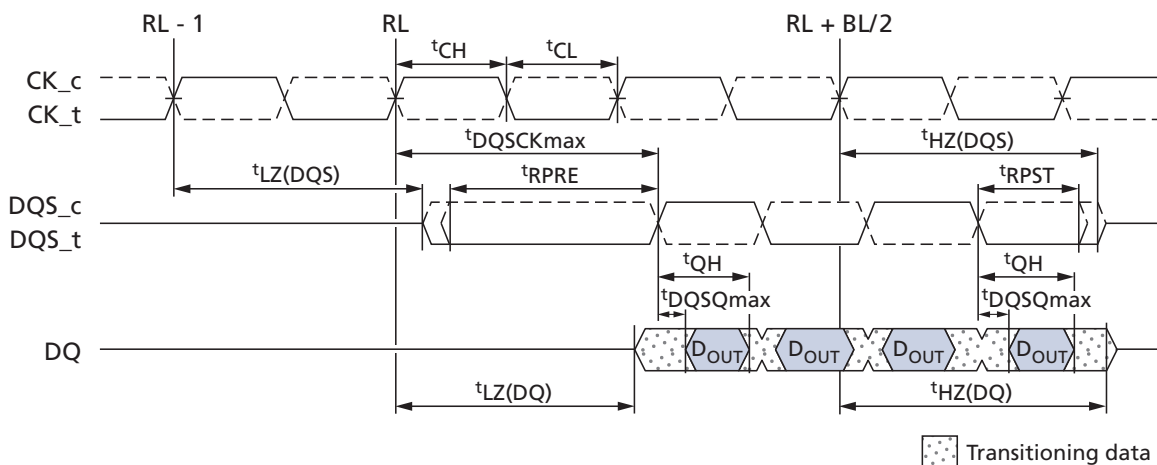 RL - 1 RL RL + BL/2
tCH tCL
CK_c
CK_t
tDQSCKmax tHZ(DQS)
tLZ(DQS) tRPRE tRPST
DQS_c
DQS_t
tQH tQH
tDQSQmax tDQSQmax
DQ DOUT DOUT DOUT DOUT
tLZ(DQ) tHZ(DQ)
Transitioning data